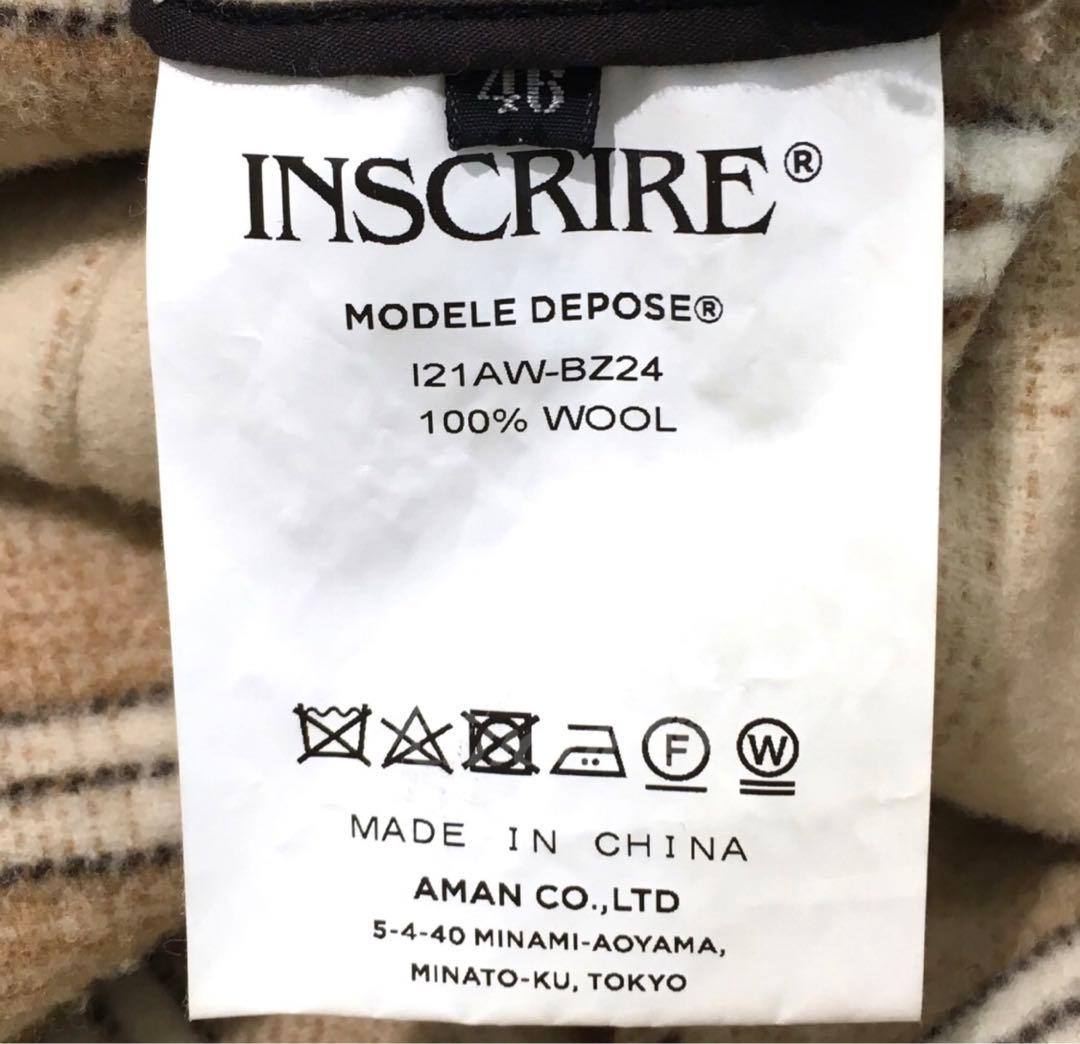 46
INSCRIRE®
MODELE DEPOSE®
I21AW-BZ24
100% WOOL
F W
MADE IN CHINA
AMAN CO.,LTD
5-4-40 MINAMI-AOYAMA,
MINATO-KU, TOKYO